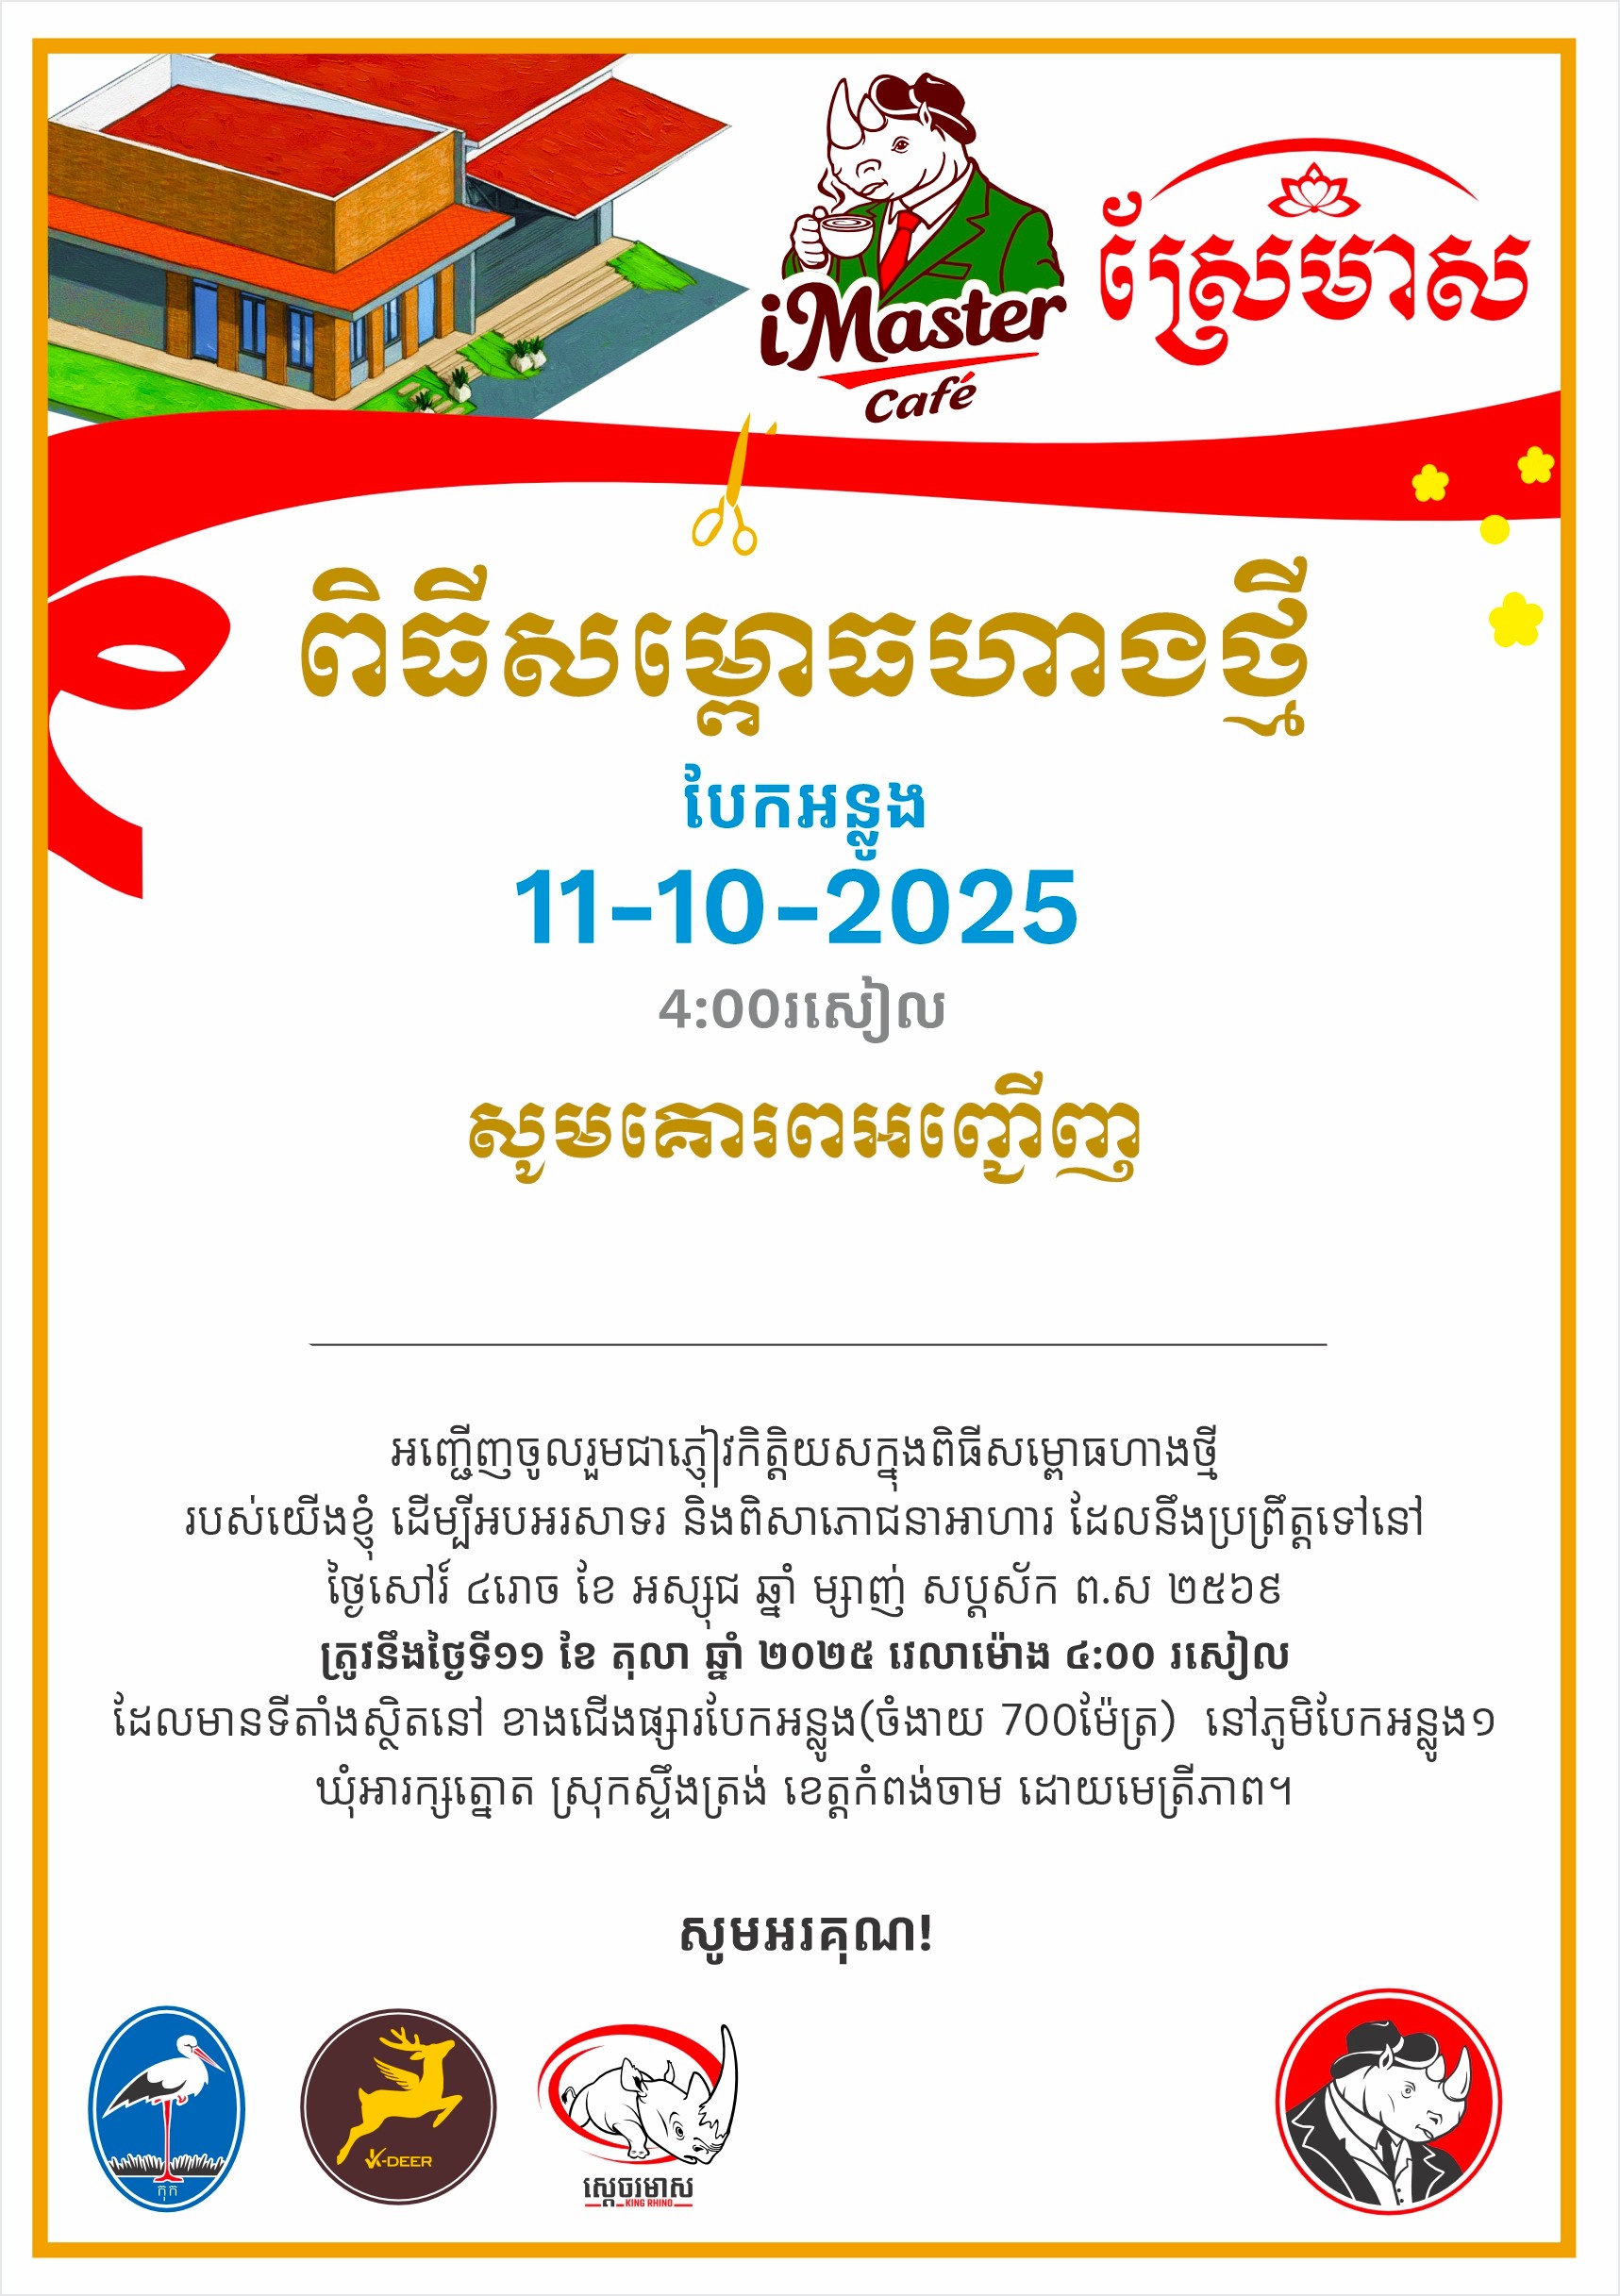 iMaster
Café
ស្រែមាស
ពិធីសម្ពោធហាងថ្មី
បែកអន្លូង
11-10-2025
4:00រសៀល
សូមគោរពអញ្ជើញ
អញ្ជើញចូលរួមជាភ្ញៀវកិត្តិយសក្នុងពិធីសម្ពោធហាងថ្មី
របស់យើងខ្ញុំ ដើម្បីអបអរសាទរ និងពិសាភោជនាអាហារ ដែលនឹងប្រព្រឹត្តទៅនៅ
ថ្ងៃសៅរ៍ ៤រោច ខែ អស្សុជ ឆ្នាំ ម្សាញ់ សប្តស័ក ព.ស ២៥៦៩
ត្រូវនឹងថ្ងៃទី១១ ខែ តុលា ឆ្នាំ ២០២៥ វេលាម៉ោង ៤:០០ រសៀល
ដែលមានទីតាំងស្ថិតនៅ ខាងជើងផ្សារបែកអន្លូង(ចំងាយ 700ម៉ែត្រ) នៅភូមិបែកអន្លូង១
ឃុំអារក្សត្នោត ស្រុកស្ទឹងត្រង់ ខេត្តកំពង់ចាម ដោយមេត្រីភាព។
សូមអរគុណ!
កុក
K-DEER
ស្តេចរមាស
KING RHINO